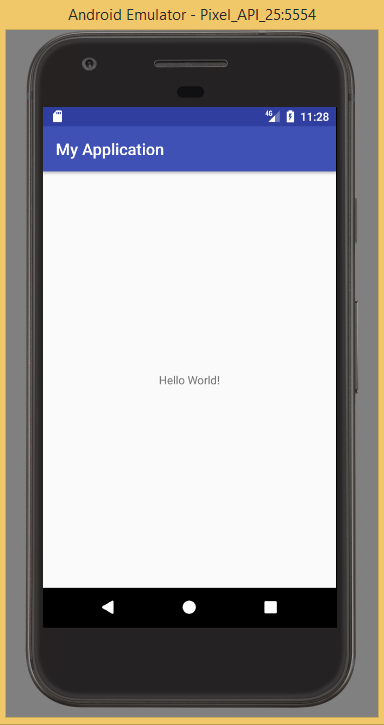 Android Emulator - Pixel_API_25:5554
4G 11:28
My Application
Hello World!